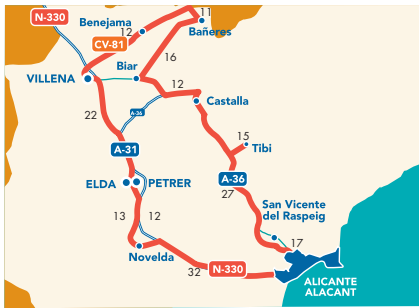 N-330
11
Benejama
12
Bañeres
CV-81
16
Biar
VILLENA
12
22
A-36
Castalla
15
Tibi
A-31
A-36
ELDA
PETRER
27
San Vicente
del Raspeig
13
12
17
Novelda
32
N-330
ALICANTE
ALACANT